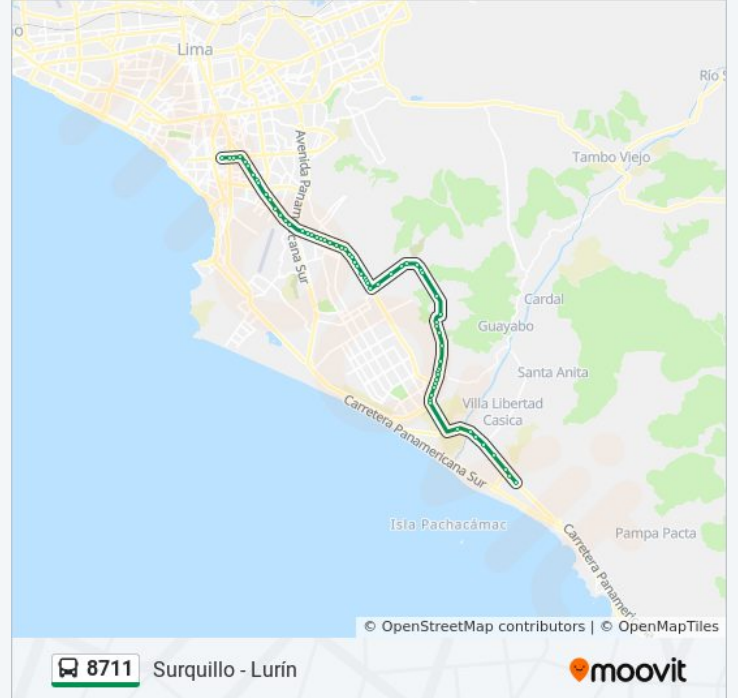 o
Lima
Río S
Avenida Panamericana Sur
Tambo Viejo
Cardal
Guayabo
Santa Anita
Villa Libertad
Casica
Carretera Panamericana Sur
Isla Pachacámac
Pampa Pacta
Carretera Panameri
© OpenStreetMap contributors | © OpenMapTiles
8711 Surquillo - Lurín
moovit